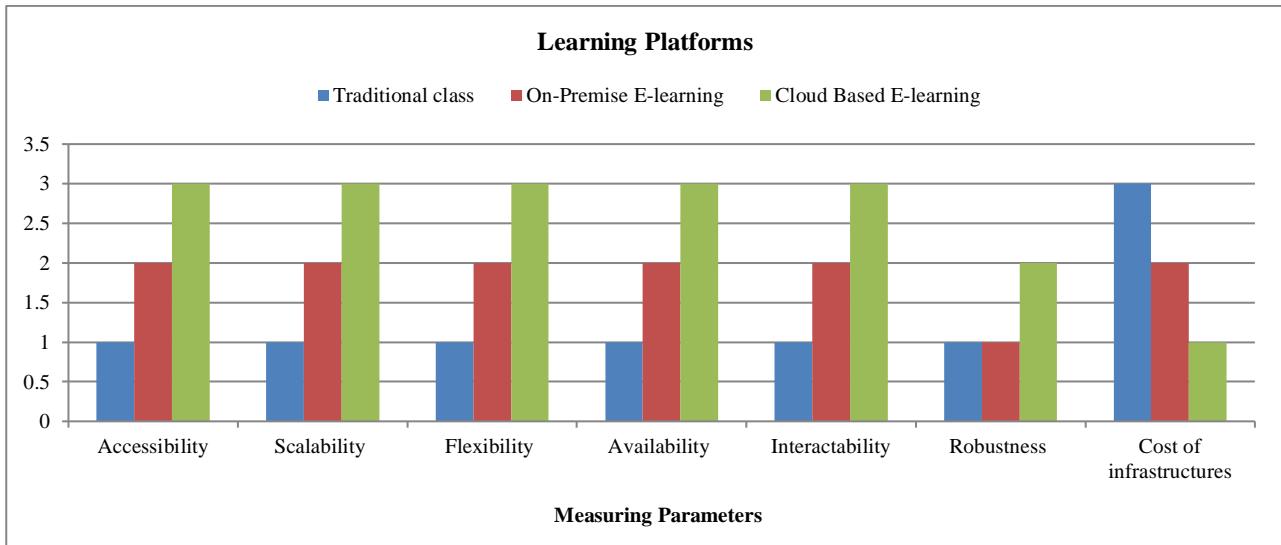 Learning Platforms
Traditional class On-Premise E-learning Cloud Based E-learning
3.5
3
2.5
2
1.5
1
0.5
0
Accessibility Scalability Flexibility Availability Interactability Robustness Cost of
infrastructures
Measuring Parameters